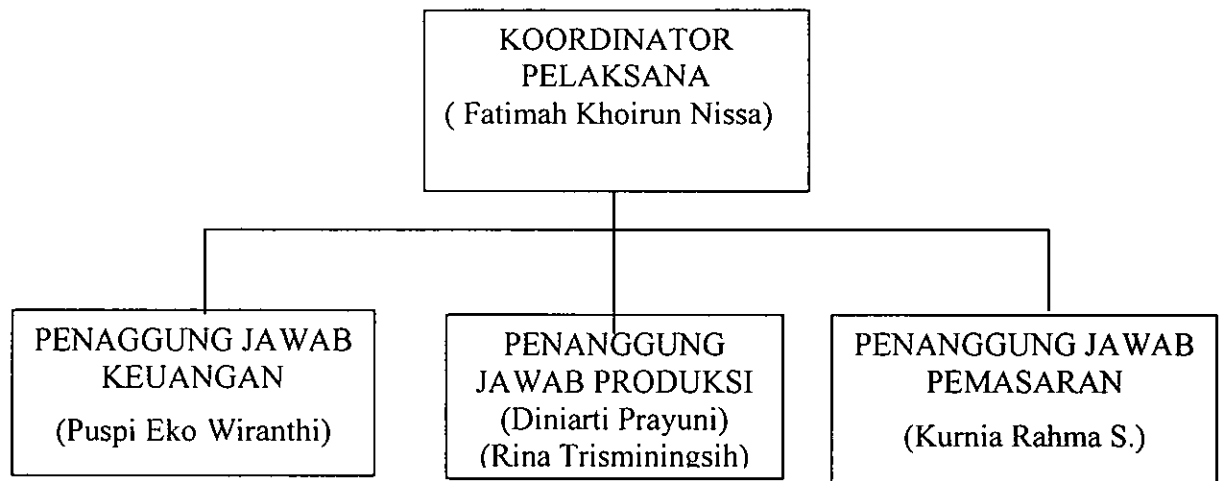 KOORDINATOR
PELAKSANA
( Fatimah Khoirun Nissa)
PENAGGUNG JAWAB
KEUANGAN
(Puspi Eko Wiranthi)
PENANGGUNG
JAWAB PRODUKSI
(Diniarti Prayuni)
(Rina Trisminingsih)
PENANGGUNG JAWAB
PEMASARAN
(Kurnia Rahma S.)